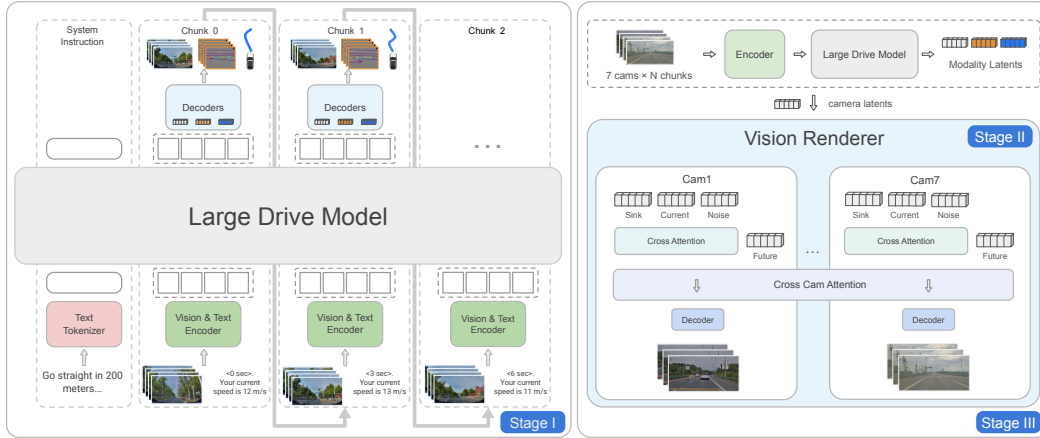 System
Instruction
Chunk 0
Chunk 1
Chunk 2
Decoders
Decoders
...
Large Drive Model
Text
Tokenizer
Vision & Text
Encoder
Vision & Text
Encoder
Vision & Text
Encoder
Go straight in 200
meters...
<0 sec>.
Your current
speed is 12 m/s
<3 sec>.
Your current
speed is 13 m/s
<6 sec>.
Your current
speed is 11 m/s
Stage I
7 cams × N chunks
Encoder
Large Drive Model
Modality Latents
camera latents
Vision Renderer
Stage II
Cam1
Sink
Current
Noise
Cross Attention
Future
...
Cam7
Sink
Current
Noise
Cross Attention
Future
Cross Cam Attention
Decoder
Decoder
Stage III